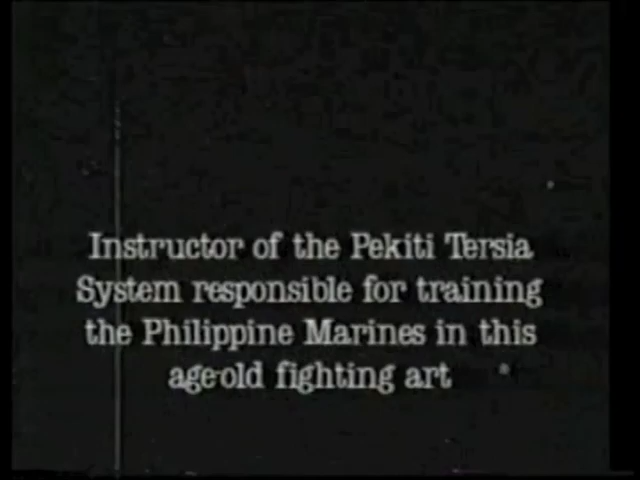 Instructor of the Pekiti Tersia
System responsible for training
the Philippine Marines in this
age-old fighting art